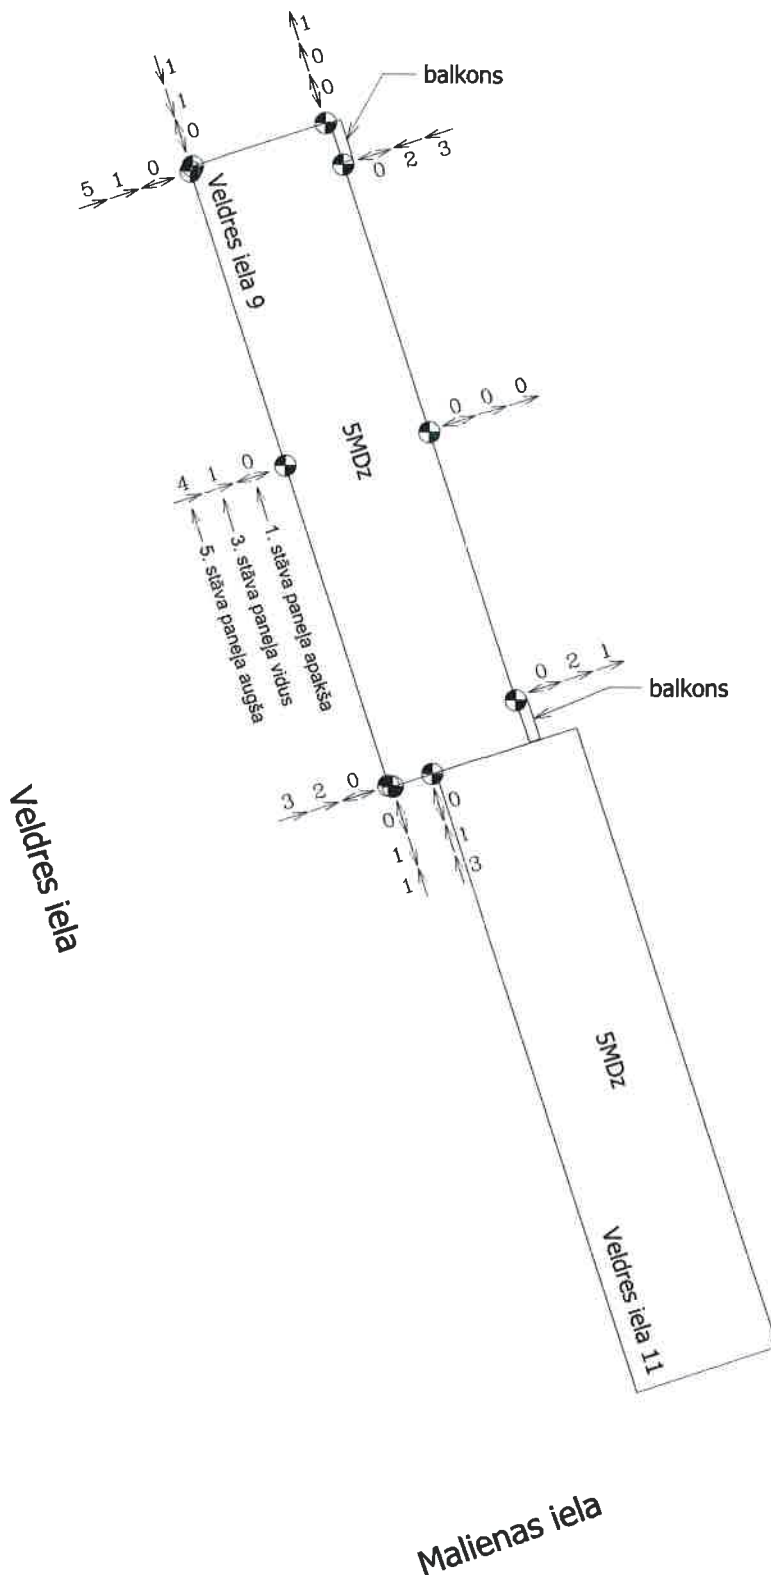 1
0
0
balkons
1
1
0
0 2 3
5 1 0
Veldres iela 9
0 0 0
5MDz
4 1 0
1. stāva paneļa apakša
3. stāva paneļa vidus
5. stāva paneļa augša
0 2 1
balkons
3 2 0
0
1
1
0
1
3
Veldres iela
5MDz
Veldres iela 11
Malienas iela